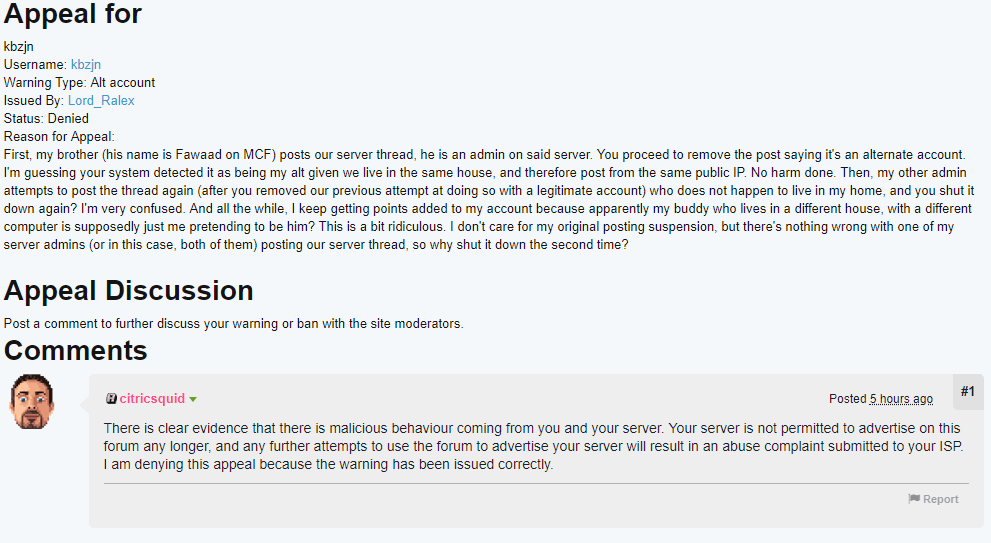 Appeal for
kbzjn
Username: kbzjn
Warning Type: Alt account
Issued By: Lord_Ralex
Status: Denied
Reason for Appeal:
First, my brother (his name is Fawaad on MCF) posts our server thread, he is an admin on said server. You proceed to remove the post saying it's an alternate account.
I'm guessing your system detected it as being my alt given we live in the same house, and therefore post from the same public IP. No harm done. Then, my other admin
attempts to post the thread again (after you removed our previous attempt at doing so with a legitimate account) who does not happen to live in my home, and you shut it
down again? I'm very confused. And all the while, I keep getting points added to my account because apparently my buddy who lives in a different house, with a different
computer is supposedly just me pretending to be him? This is a bit ridiculous. I don't care for my original posting suspension, but there's nothing wrong with one of my
server admins (or in this case, both of them) posting our server thread, so why shut it down the second time?
Appeal Discussion
Post a comment to further discuss your warning or ban with the site moderators.
Comments
citricsquid
Posted 5 hours ago
#1
There is clear evidence that there is malicious behaviour coming from you and your server. Your server is not permitted to advertise on this
forum any longer, and any further attempts to use the forum to advertise your server will result in an abuse complaint submitted to your ISP.
I am denying this appeal because the warning has been issued correctly.
Report